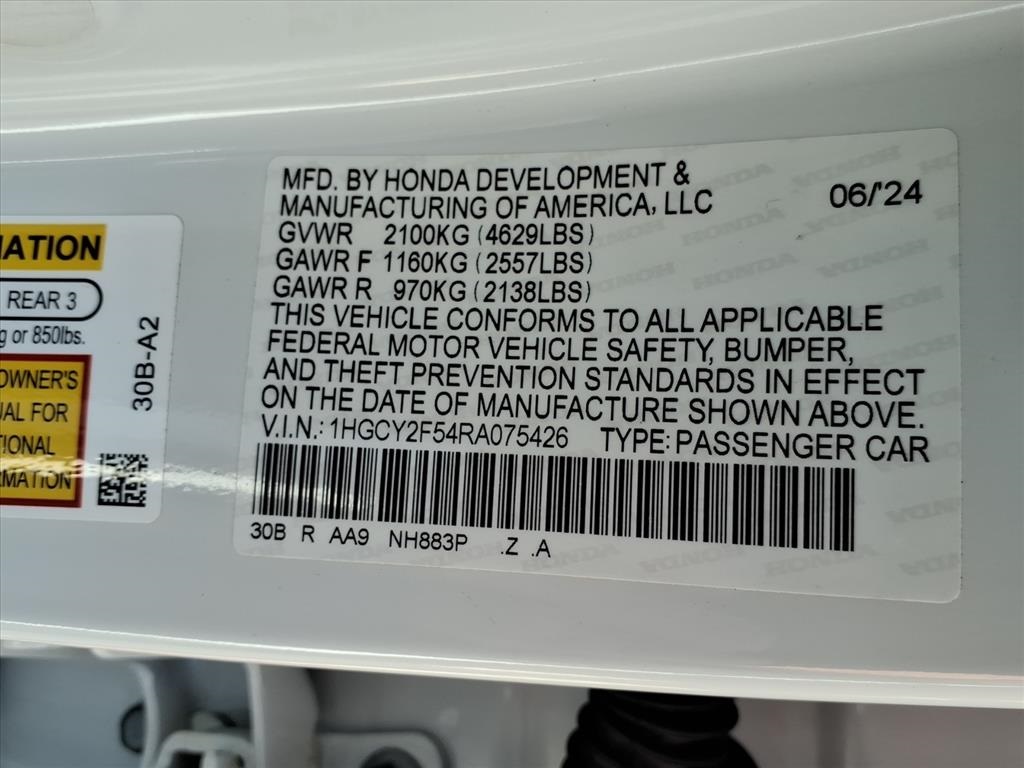 MFD. BY HONDA DEVELOPMENT &
MANUFACTURING OF AMERICA, LLC 06/'24
GVWR 2100KG (4629LBS)
GAWR F 1160KG (2557LBS)
GAWR R 970KG (2138LBS)
THIS VEHICLE CONFORMS TO ALL APPLICABLE
FEDERAL MOTOR VEHICLE SAFETY, BUMPER,
AND THEFT PREVENTION STANDARDS IN EFFECT
ON THE DATE OF MANUFACTURE SHOWN ABOVE.
V.I.N.: 1HGCY2F54RA075426 TYPE: PASSENGER CAR
30B R AA9 NH883P .Z .A
MATION
REAR 3
g or 850lbs.
OWNER'S
UAL FOR
TIONAL
RMATION
30B-A2